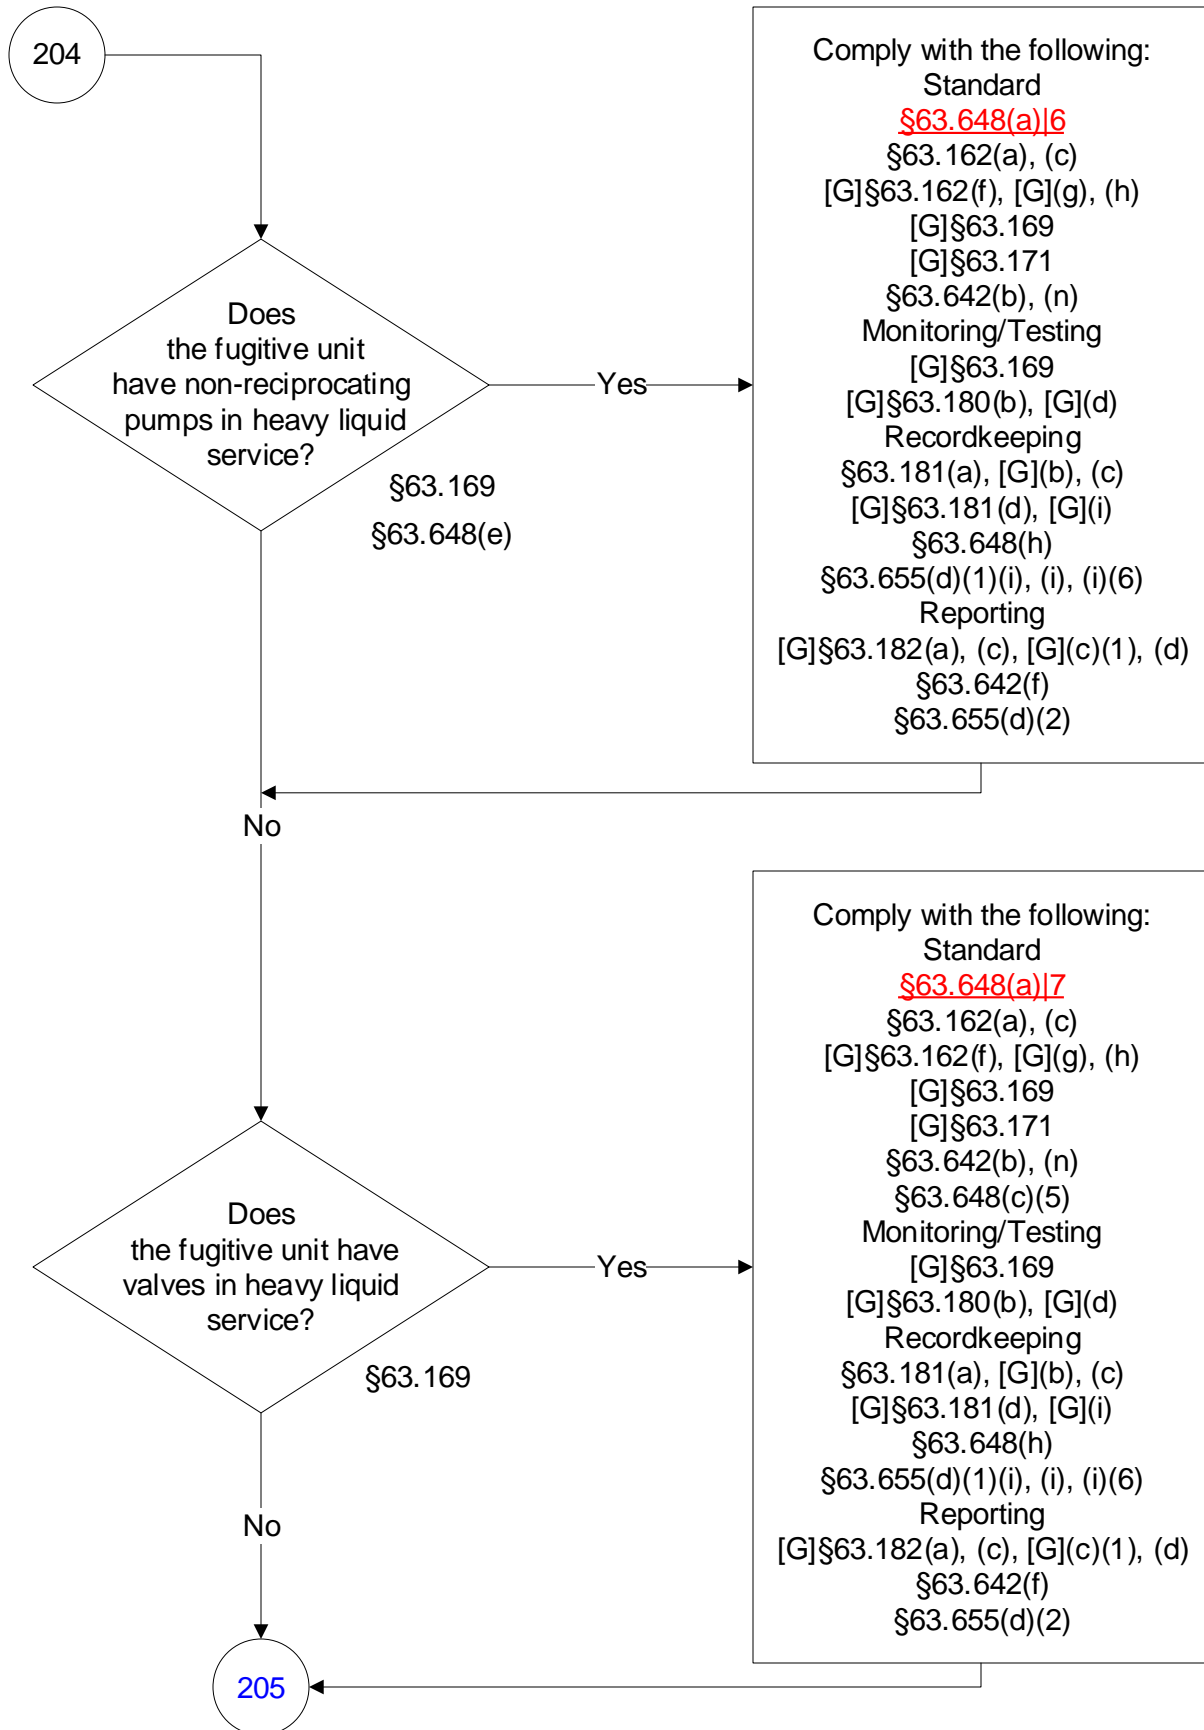 204
Does
the fugitive unit
have non-reciprocating
pumps in heavy liquid
service?
§63.169
§63.648(e)
Yes
Comply with the following:
Standard
§63.648(a)|6
§63.162(a), (c)
[G]§63.162(f), [G](g), (h)
[G]§63.169
[G]§63.171
§63.642(b), (n)
Monitoring/Testing
[G]§63.169
[G]§63.180(b), [G](d)
Recordkeeping
§63.181(a), [G](b), (c)
[G]§63.181(d), [G](i)
§63.648(h)
§63.655(d)(1)(i), (i), (i)(6)
Reporting
[G]§63.182(a), (c), [G](c)(1), (d)
§63.642(f)
§63.655(d)(2)
No
Does
the fugitive unit have
valves in heavy liquid
service?
§63.169
Yes
Comply with the following:
Standard
§63.648(a)|7
§63.162(a), (c)
[G]§63.162(f), [G](g), (h)
[G]§63.169
[G]§63.171
§63.642(b), (n)
§63.648(c)(5)
Monitoring/Testing
[G]§63.169
[G]§63.180(b), [G](d)
Recordkeeping
§63.181(a), [G](b), (c)
[G]§63.181(d), [G](i)
§63.648(h)
§63.655(d)(1)(i), (i), (i)(6)
Reporting
[G]§63.182(a), (c), [G](c)(1), (d)
§63.642(f)
§63.655(d)(2)
No
205